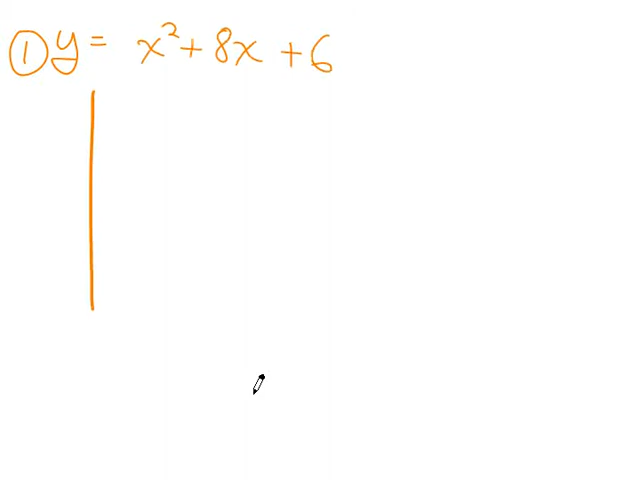 ① y = x² + 8x + 6